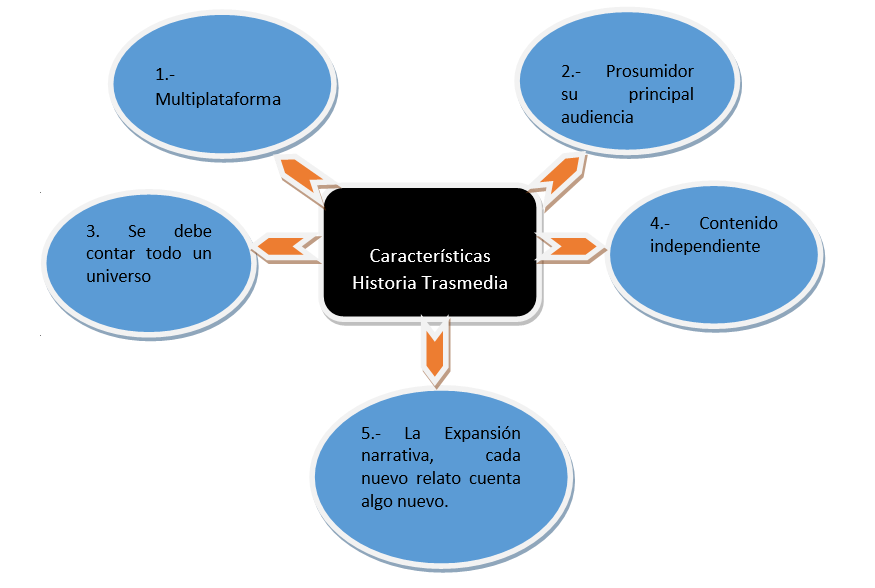 1.-
Multiplataforma
2.- Prosumidor
su principal
audiencia
3. Se debe
contar todo un
universo
4.- Contenido
independiente
Características
Historia Trasmedia
5.- La Expansión
narrativa, cada
nuevo relato cuenta
algo nuevo.